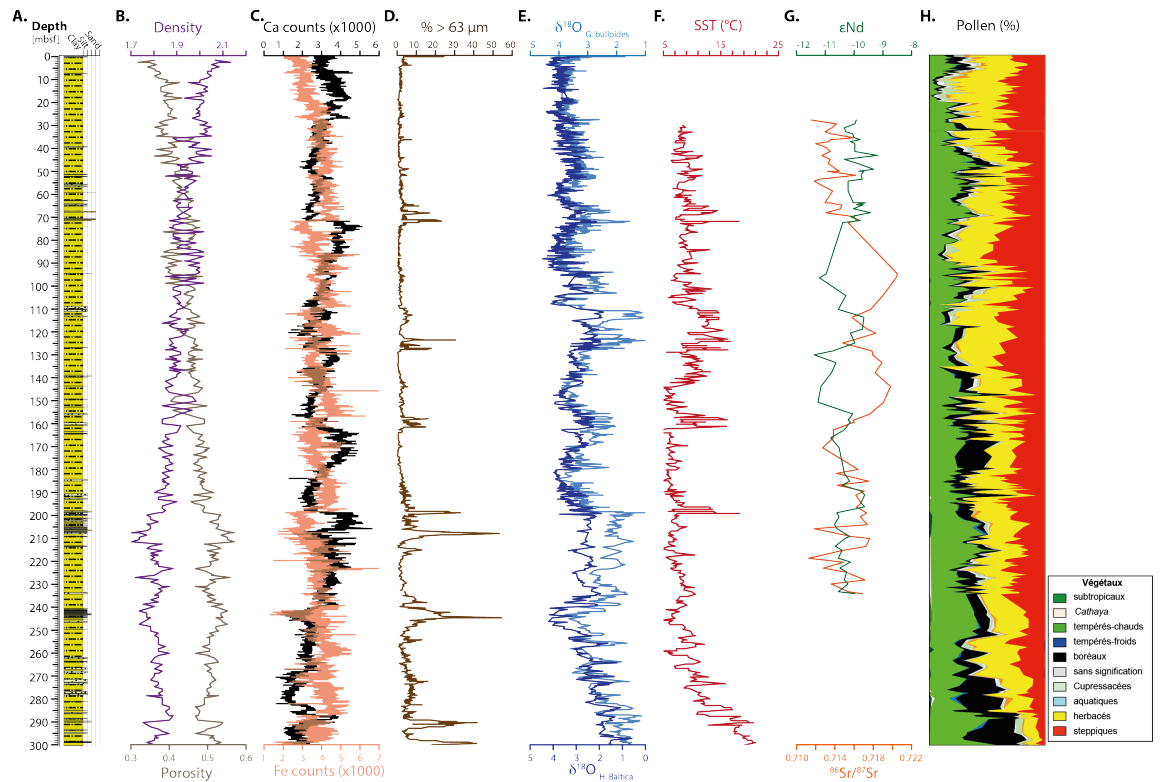 A. B. C. D. E. F. G. H.
Depth Density Ca counts (x1000) % > 63 µm δ18O G. bulloides SST (°C) εNd Pollen (%)
[mbsf]
Clay Silt Sand
1.7 1.9 2.1
0 1 2 3 4 5 6
0 10 20 30 40 50 60
5 4 3 2 1 0 1
5 15 25
-12 -11 -10 -9 -8
0
10
20
30
40
50
60
70
80
90
100
110
120
130
140
150
160
170
180
190
200
210
220
230
240
250
260
270
280
290
300
0.3 0.4 0.5 0.6
Porosity
0 1 2 3 4 5 6 7
Fe counts (x1000)
5 4 3 2 1 0
δ18O H. Baltica
0.710 0.714 0.718 0.722
86Sr/87Sr
Végétaux
subtropicaux
Cathaya
tempérés-chauds
tempérés-froids
boréaux
sans signification
Cupressacées
aquatiques
herbacés
steppiques